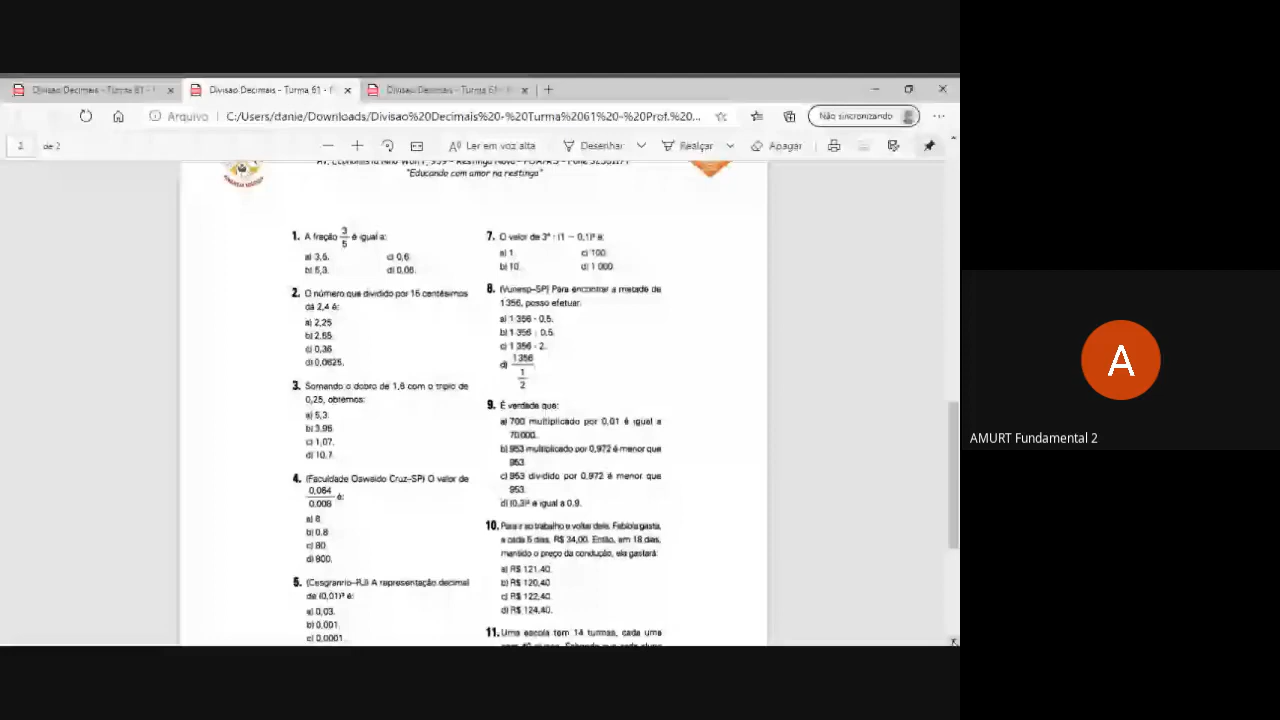 Divisao Decimais - Turma 61 - F
Divisao Decimais - Turma 61 - F
Divisao Decimais - Turma 61
Arquivo
C:/Users/danie/Downloads/Divisao%20Decimais%20-%20Turma%2061%20-%20Prof.%20...
Não sincronizando
2 de 2
Ler em voz alta
Desenhar
Realçar
Apagar
"Educando com amor na restinga"
1. A fração 3/5 é igual a:
a) 3,5. c) 0,6
b) 5,3. d) 0,06.
2. O número que dividido por 16 centésimos
dá 2,4 é:
a) 2,25
b) 2,55
c) 0,36
d) 0,0625.
3. Somando o dobro de 1,6 com o triplo de
0,25, obtemos:
a) 5,3.
b) 3,95
c) 1,07.
d) 10,7.
4. (Faculdade Oswaldo Cruz-SP) O valor de
0,064/0,008 é:
a) 8
b) 0,8
c) 80
d) 800.
5. (Cesgranrio-RJ) A representação decimal
de (0,01)³ é:
a) 0,03.
b) 0,001.
c) 0,0001
7. O valor de
a) 1 c) 100
b) 10. d) 1 000
8. (Vunesp-SP) Para encontrar a metade de
1 356, posso efetuar:
a) 1 356 · 0,5.
b) 1 356 : 0,5.
c) 1 356 · 2.
d) 1 356
1
2
9. É verdade que:
a) 700 multiplicado por 0,01 é igual a
70 000.
b) 953 multiplicado por 0,972 é menor que
953
c) 953 dividido por 0,972 é menor que
953.
d) (0,3)² é igual a 0,9.
10. Para ir ao trabalho e voltar dele, Fabíola gasta,
a cada 5 dias, R$ 34,00. Então, em 18 dias,
mantido o preço da condução, ela gastará:
a) R$ 121,40.
b) R$ 120,40
c) R$ 122,40
d) R$ 124,40.
11. Uma escola tem 14 turmas, cada uma
A
AMURT Fundamental 2